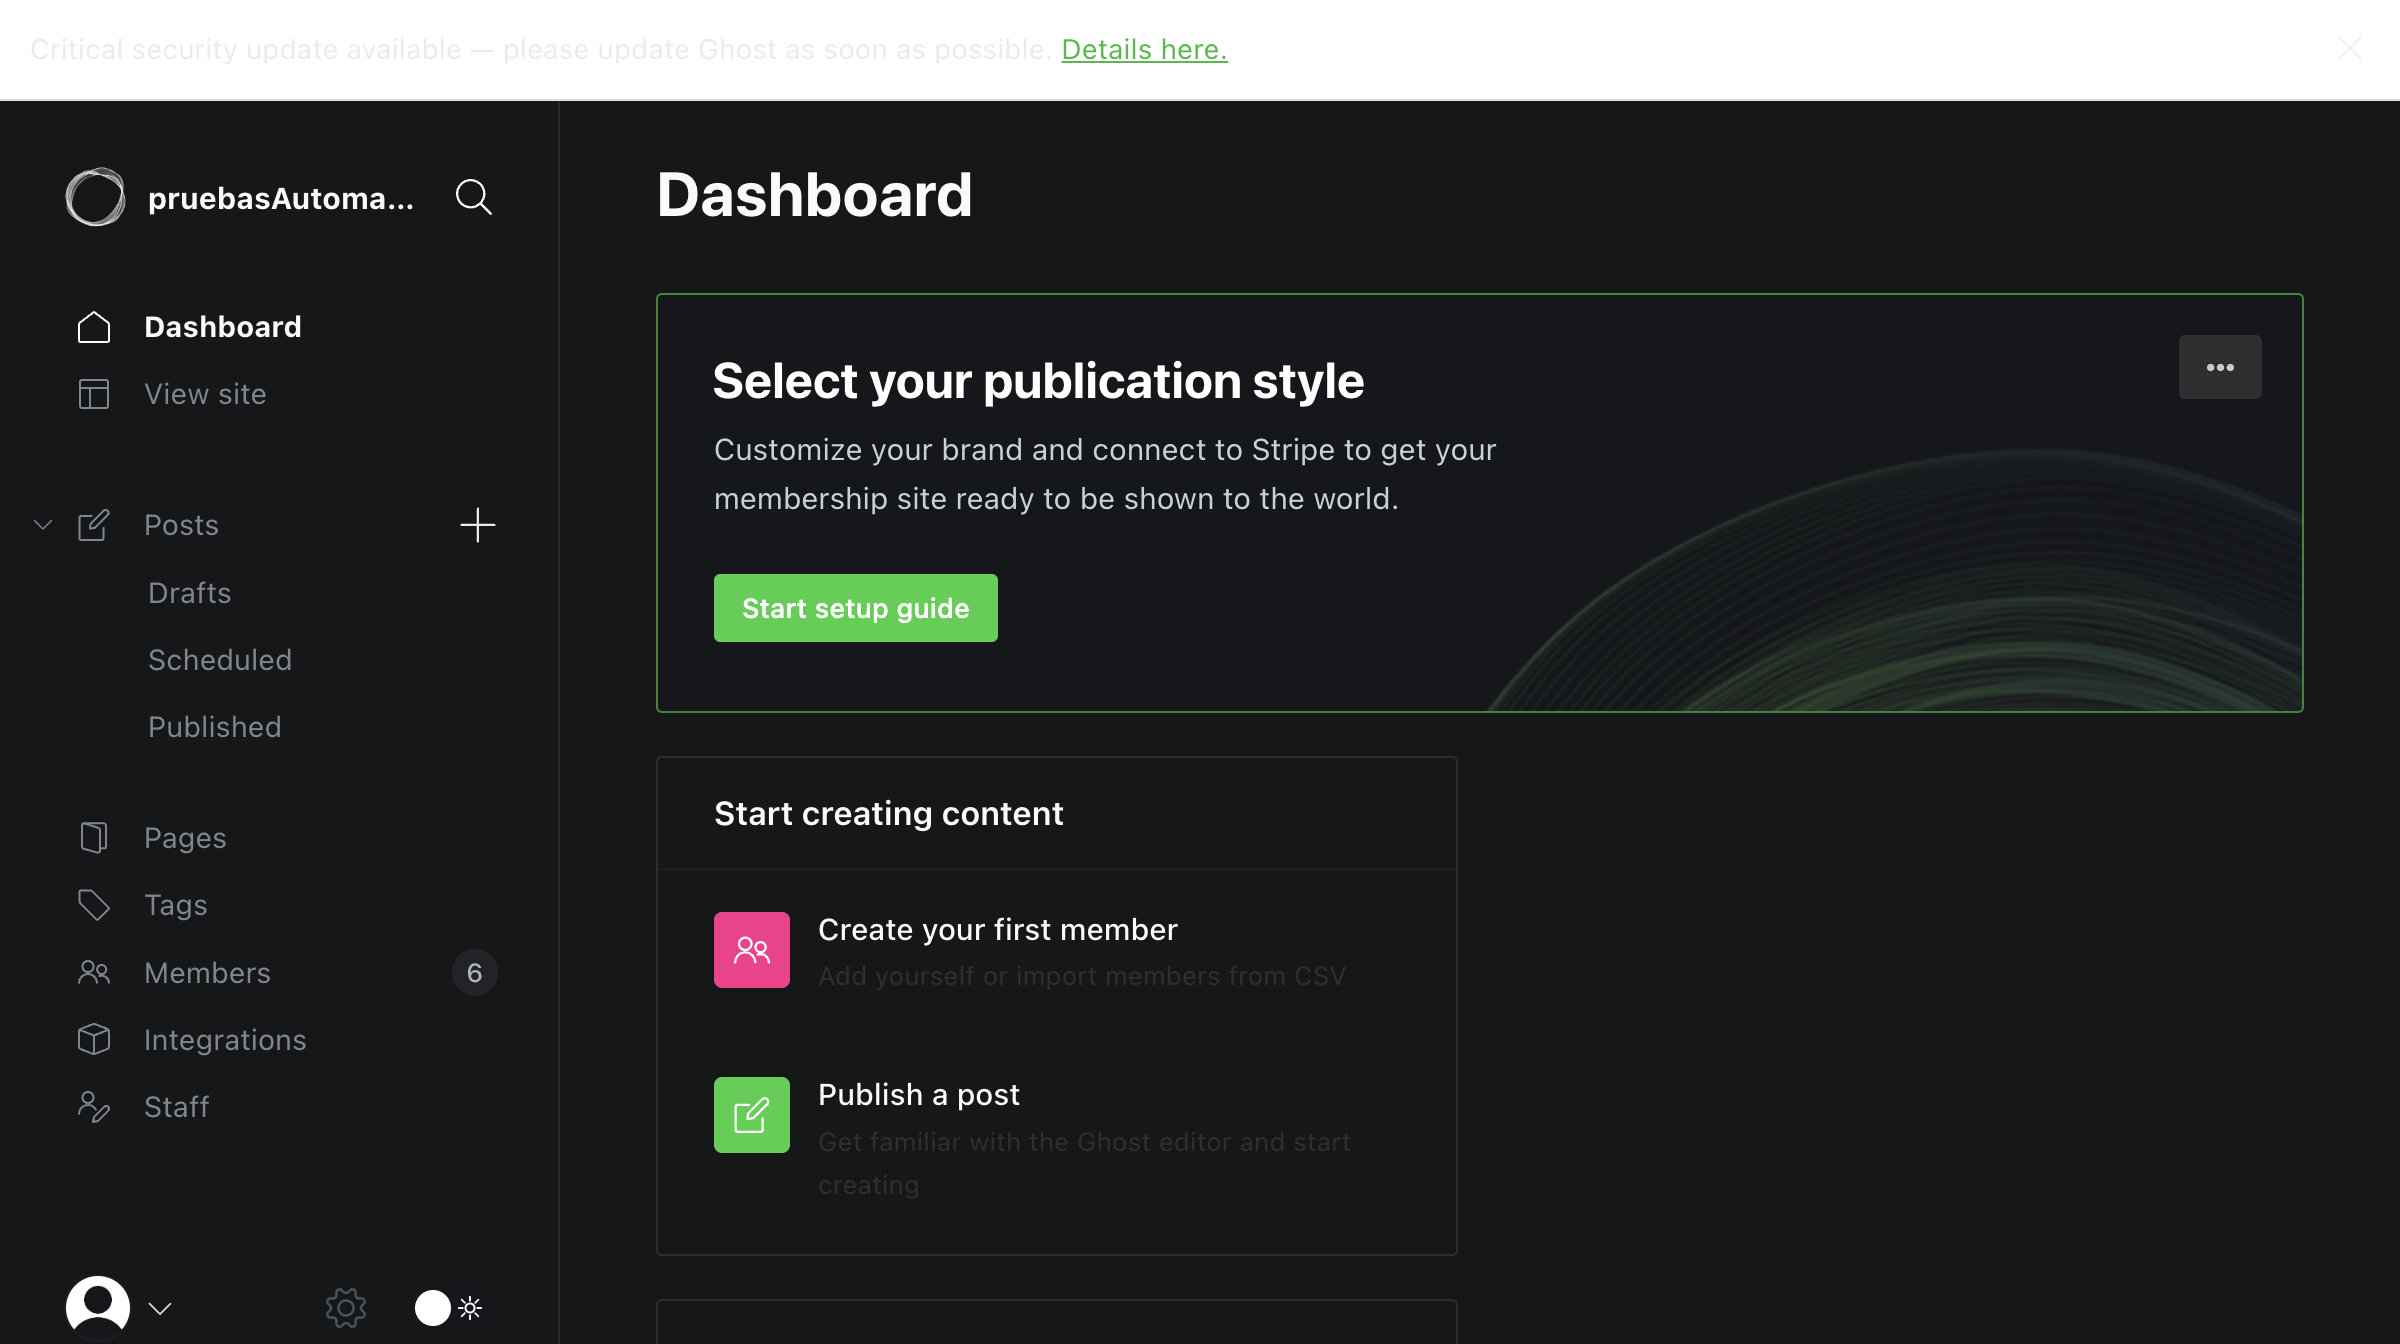 Critical security update available — please update Ghost as soon as possible. Details here.
pruebasAutoma...
Dashboard
View site
Posts
Drafts
Scheduled
Published
Pages
Tags
Members 6
Integrations
Staff
Dashboard
Select your publication style
Customize your brand and connect to Stripe to get your
membership site ready to be shown to the world.
Start setup guide
Start creating content
Create your first member
Add yourself or import members from CSV
Publish a post
Get familiar with the Ghost editor and start
creating